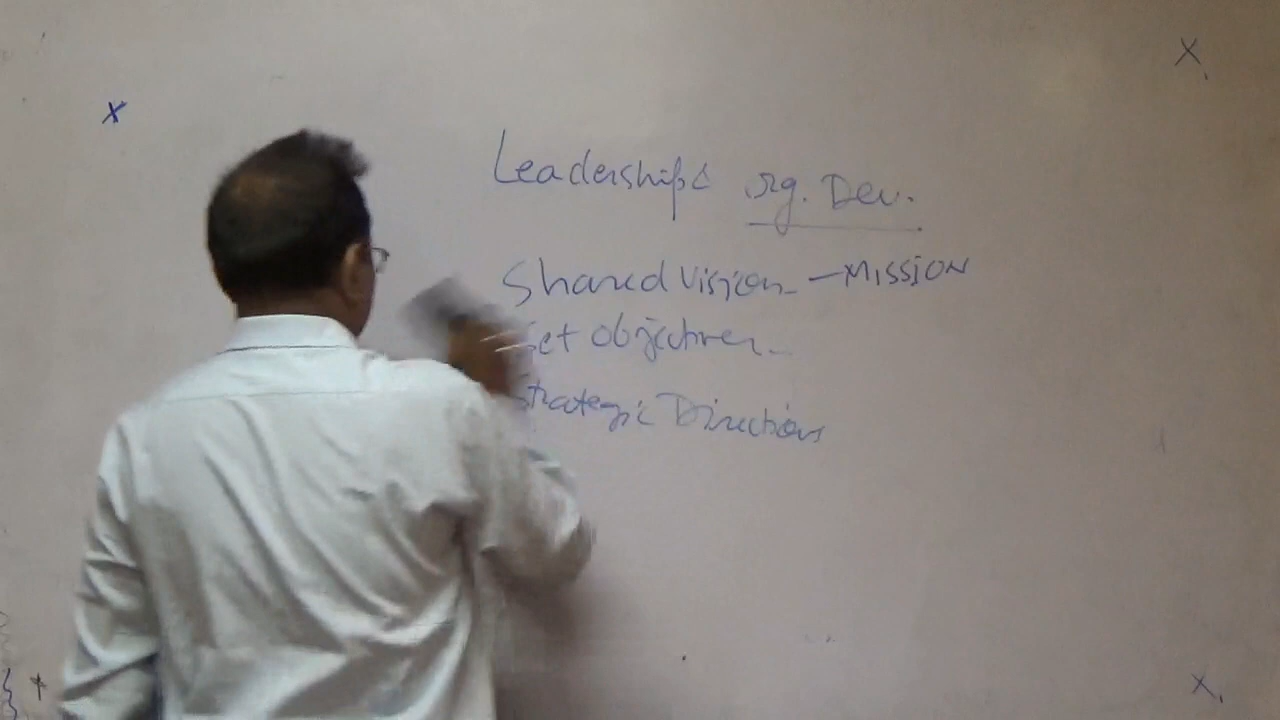 Leadership & Org. Dev.
Shared Vision - MISSION
Set Objectives -
Strategic Directions
X
X
X
X